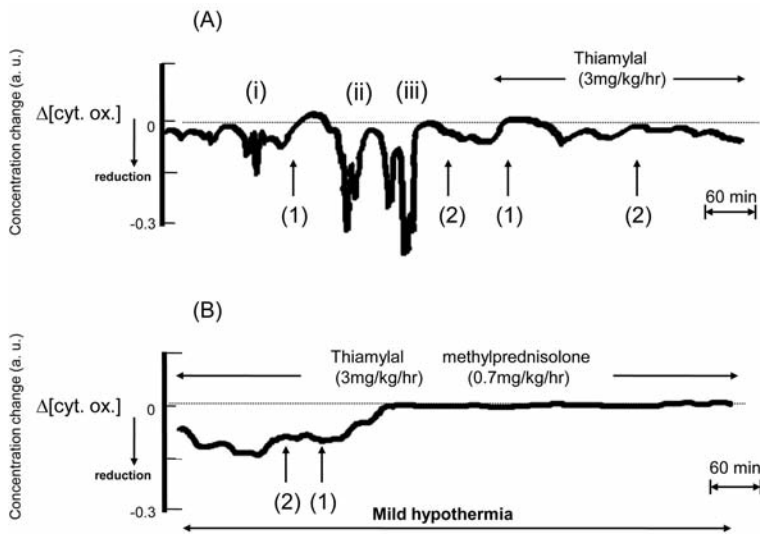 (A)
Thiamylal
(3mg/kg/hr)
(i)
(ii)
(iii)
Concentration change (a. u.)
Δ[cyt. ox.]
0
reduction
-0.3
(1)
(2)
(1)
(2)
60 min
(B)
Thiamylal methylprednisolone
(3mg/kg/hr) (0.7mg/kg/hr)
Concentration change (a. u.)
Δ[cyt. ox.]
0
reduction
-0.3
(2)
(1)
60 min
Mild hypothermia